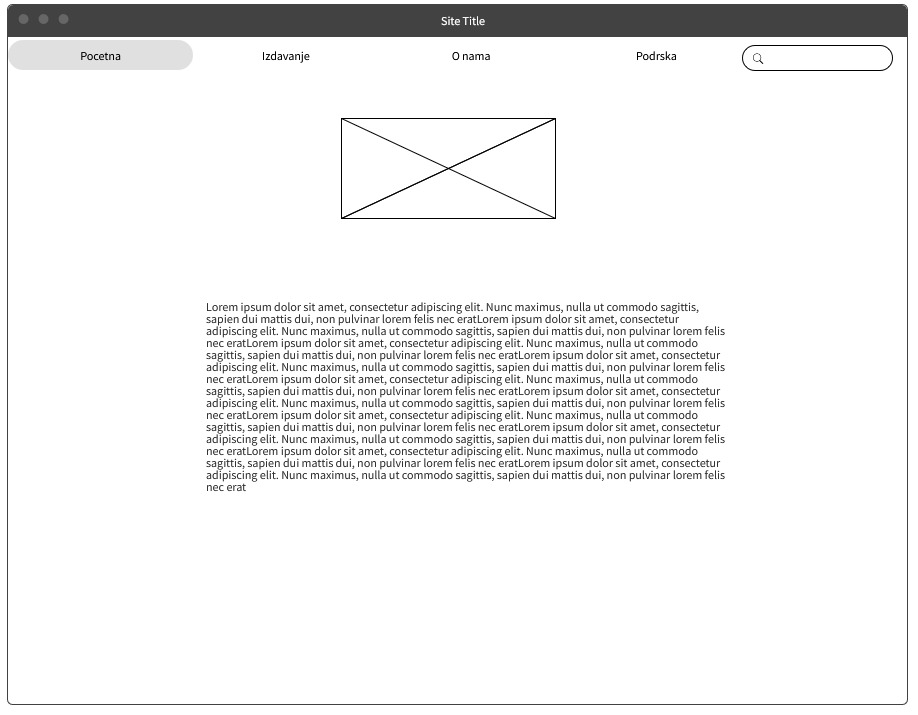 Site Title
Pocetna
Izdavanje
O nama
Podrska
Lorem ipsum dolor sit amet, consectetur adipiscing elit. Nunc maximus, nulla ut commodo sagittis,
sapien dui mattis dui, non pulvinar lorem felis nec eratLorem ipsum dolor sit amet, consectetur
adipiscing elit. Nunc maximus, nulla ut commodo sagittis, sapien dui mattis dui, non pulvinar lorem felis
nec eratLorem ipsum dolor sit amet, consectetur adipiscing elit. Nunc maximus, nulla ut commodo
sagittis, sapien dui mattis dui, non pulvinar lorem felis nec eratLorem ipsum dolor sit amet, consectetur
adipiscing elit. Nunc maximus, nulla ut commodo sagittis, sapien dui mattis dui, non pulvinar lorem felis
nec eratLorem ipsum dolor sit amet, consectetur adipiscing elit. Nunc maximus, nulla ut commodo
sagittis, sapien dui mattis dui, non pulvinar lorem felis nec eratLorem ipsum dolor sit amet, consectetur
adipiscing elit. Nunc maximus, nulla ut commodo sagittis, sapien dui mattis dui, non pulvinar lorem felis
nec eratLorem ipsum dolor sit amet, consectetur adipiscing elit. Nunc maximus, nulla ut commodo
sagittis, sapien dui mattis dui, non pulvinar lorem felis nec eratLorem ipsum dolor sit amet, consectetur
adipiscing elit. Nunc maximus, nulla ut commodo sagittis, sapien dui mattis dui, non pulvinar lorem felis
nec eratLorem ipsum dolor sit amet, consectetur adipiscing elit. Nunc maximus, nulla ut commodo
sagittis, sapien dui mattis dui, non pulvinar lorem felis nec eratLorem ipsum dolor sit amet, consectetur
adipiscing elit. Nunc maximus, nulla ut commodo sagittis, sapien dui mattis dui, non pulvinar lorem felis
nec erat